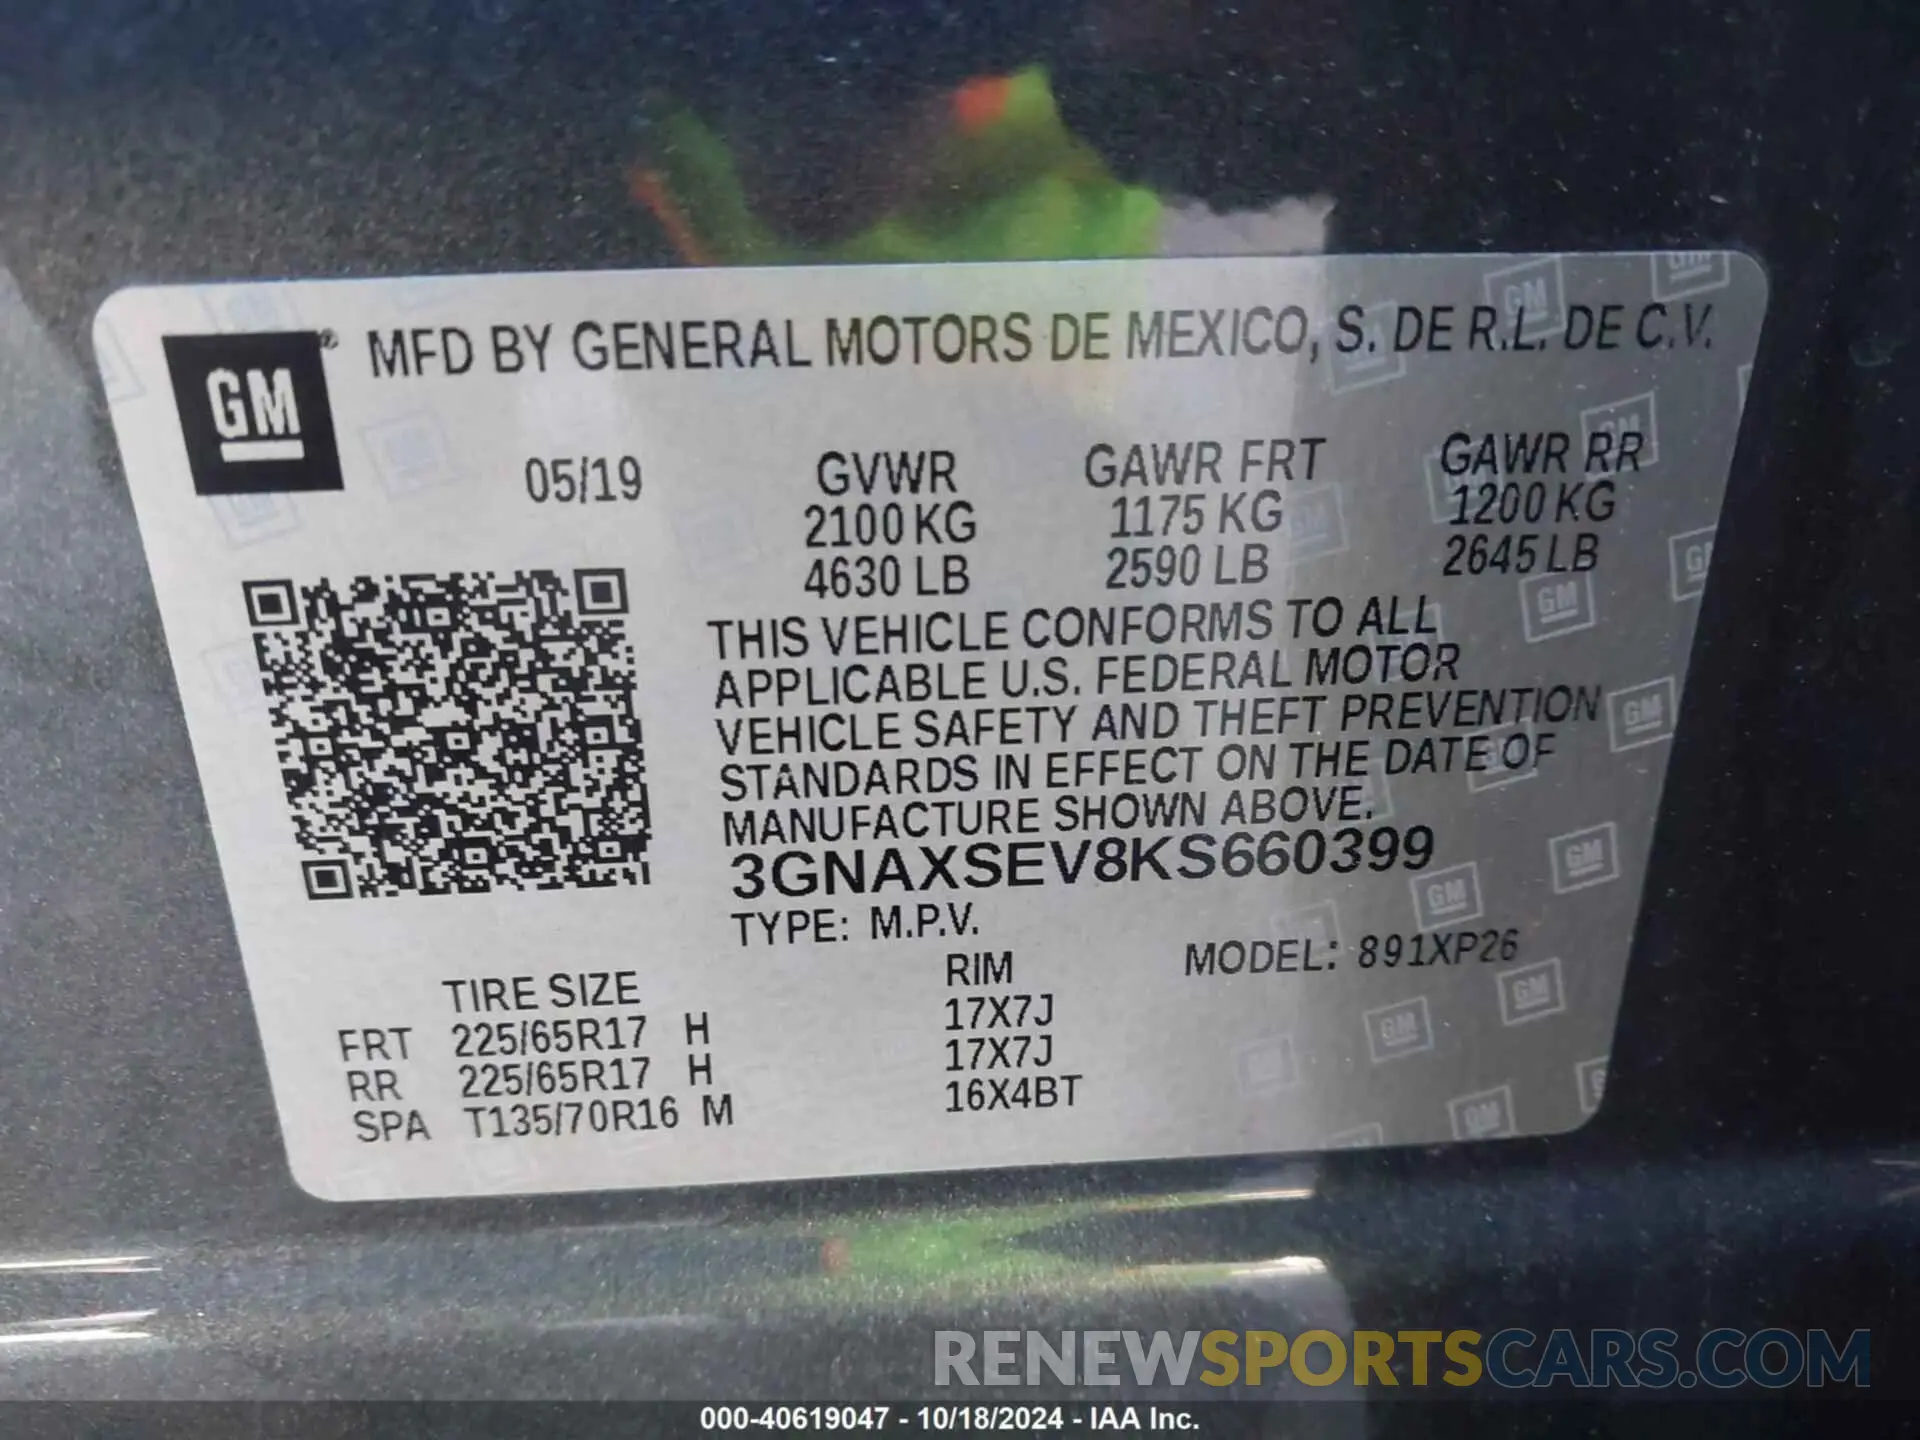 GM® MFD BY GENERAL MOTORS DE MEXICO, S. DE R.L. DE C.V.
05/19 GVWR GAWR FRT GAWR RR
2100 KG 1175 KG 1200 KG
4630 LB 2590 LB 2645 LB
THIS VEHICLE CONFORMS TO ALL
APPLICABLE U.S. FEDERAL MOTOR
VEHICLE SAFETY AND THEFT PREVENTION
STANDARDS IN EFFECT ON THE DATE OF
MANUFACTURE SHOWN ABOVE.
3GNAXSEV8KS660399
TYPE: M.P.V. MODEL: 891XP26
TIRE SIZE RIM
FRT 225/65R17 H 17X7J
RR 225/65R17 H 17X7J
SPA T135/70R16 M 16X4BT
RENEWSPORTSCARS.COM
000-40619047 - 10/18/2024 - IAA Inc.